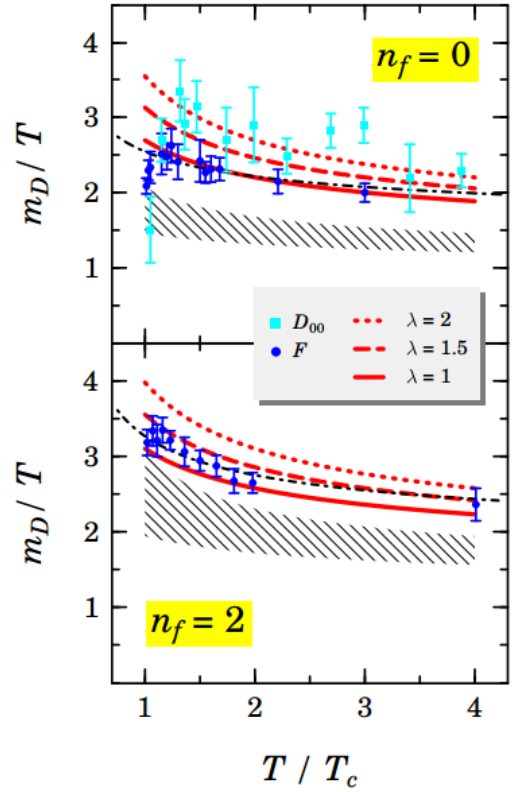 4
n_f = 0
3
m_D / T
2
1
D_00 λ = 2
F λ = 1.5
λ = 1
4
3
m_D / T
2
1
n_f = 2
1 2 3 4
T / T_c